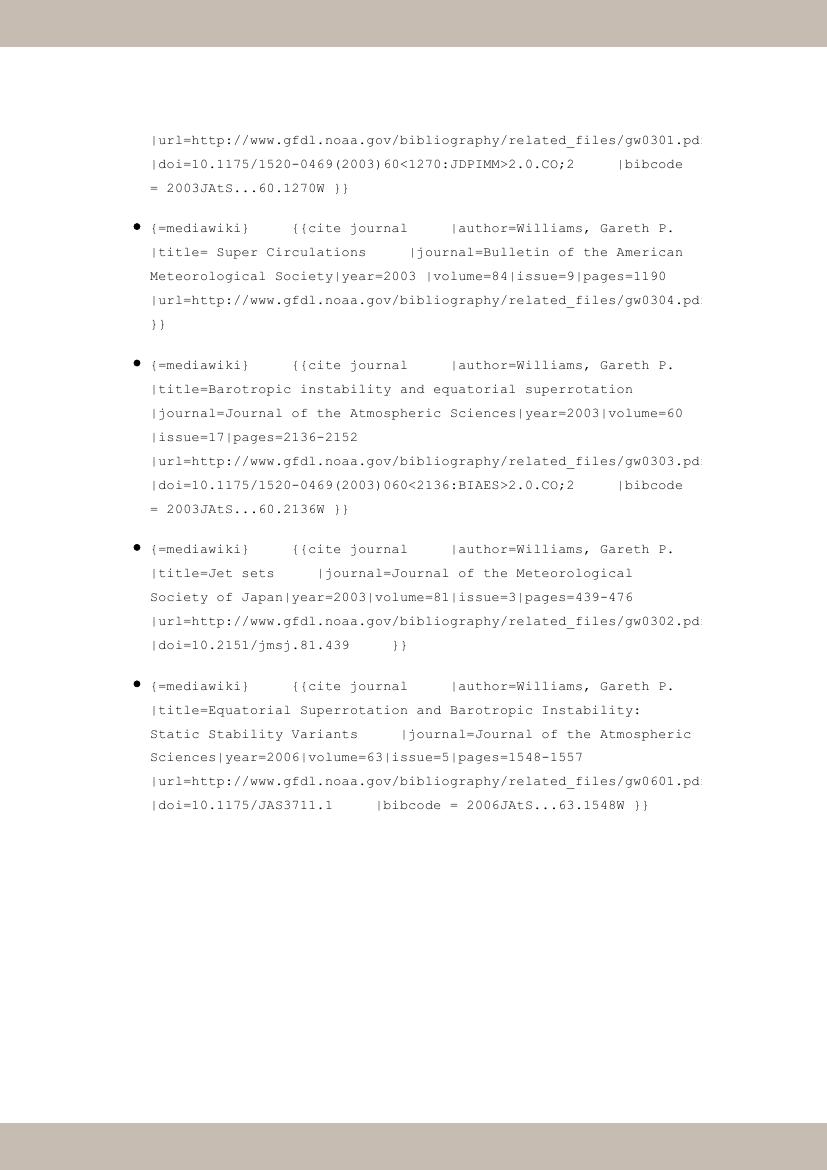 |url=http://www.gfdl.noaa.gov/bibliography/related_files/gw0301.pd
|doi=10.1175/1520-0469(2003)60<1270:JDPIMM>2.0.CO;2 |bibcode
= 2003JAtS...60.1270W }}
• {=mediawiki} {{cite journal |author=Williams, Gareth P.
|title= Super Circulations |journal=Bulletin of the American
Meteorological Society|year=2003 |volume=84|issue=9|pages=1190
|url=http://www.gfdl.noaa.gov/bibliography/related_files/gw0304.pd
}}
• {=mediawiki} {{cite journal |author=Williams, Gareth P.
|title=Barotropic instability and equatorial superrotation
|journal=Journal of the Atmospheric Sciences|year=2003|volume=60
|issue=17|pages=2136-2152
|url=http://www.gfdl.noaa.gov/bibliography/related_files/gw0303.pd
|doi=10.1175/1520-0469(2003)060<2136:BIAES>2.0.CO;2 |bibcode
= 2003JAtS...60.2136W }}
• {=mediawiki} {{cite journal |author=Williams, Gareth P.
|title=Jet sets |journal=Journal of the Meteorological
Society of Japan|year=2003|volume=81|issue=3|pages=439-476
|url=http://www.gfdl.noaa.gov/bibliography/related_files/gw0302.pd
|doi=10.2151/jmsj.81.439 }}
• {=mediawiki} {{cite journal |author=Williams, Gareth P.
|title=Equatorial Superrotation and Barotropic Instability:
Static Stability Variants |journal=Journal of the Atmospheric
Sciences|year=2006|volume=63|issue=5|pages=1548-1557
|url=http://www.gfdl.noaa.gov/bibliography/related_files/gw0601.pd
|doi=10.1175/JAS3711.1 |bibcode = 2006JAtS...63.1548W }}